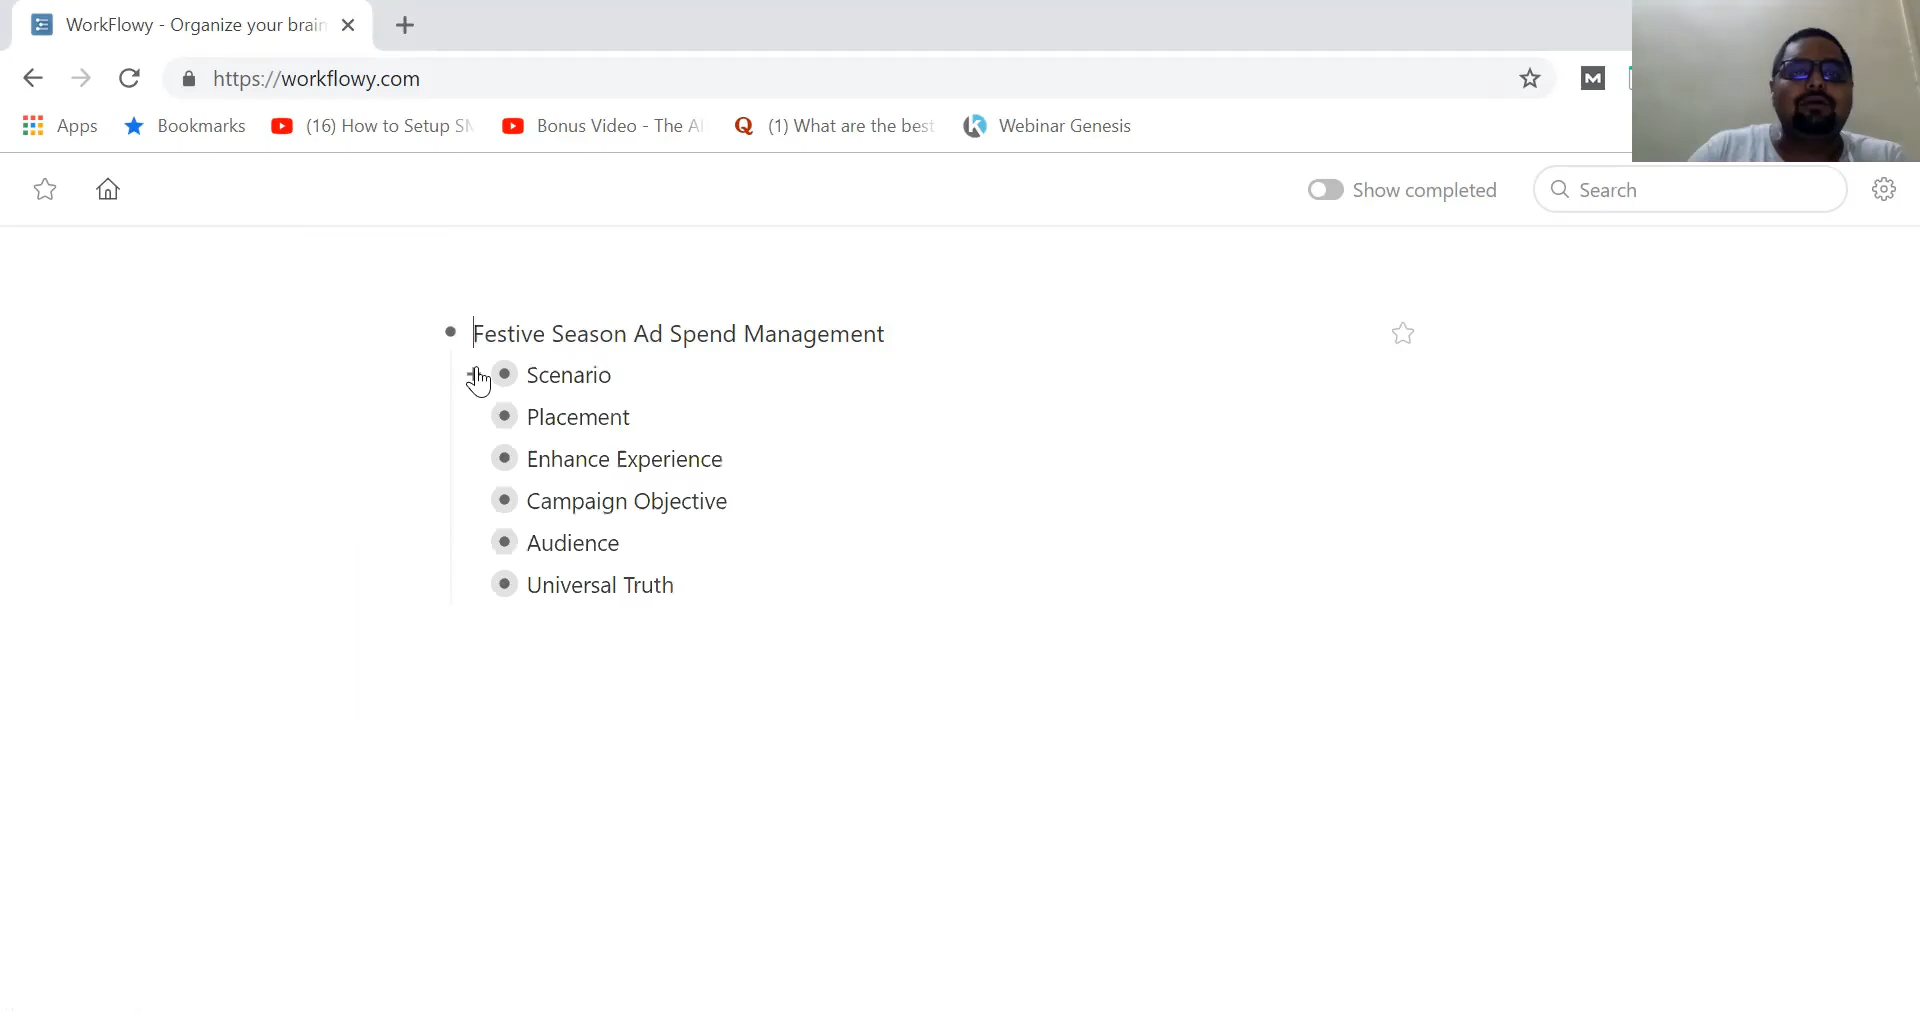 WorkFlowy - Organize your brain
https://workflowy.com
Apps
Bookmarks
(16) How to Setup SM
Bonus Video - The Al
(1) What are the best
Webinar Genesis
Show completed
Search
Festive Season Ad Spend Management
Scenario
Placement
Enhance Experience
Campaign Objective
Audience
Universal Truth